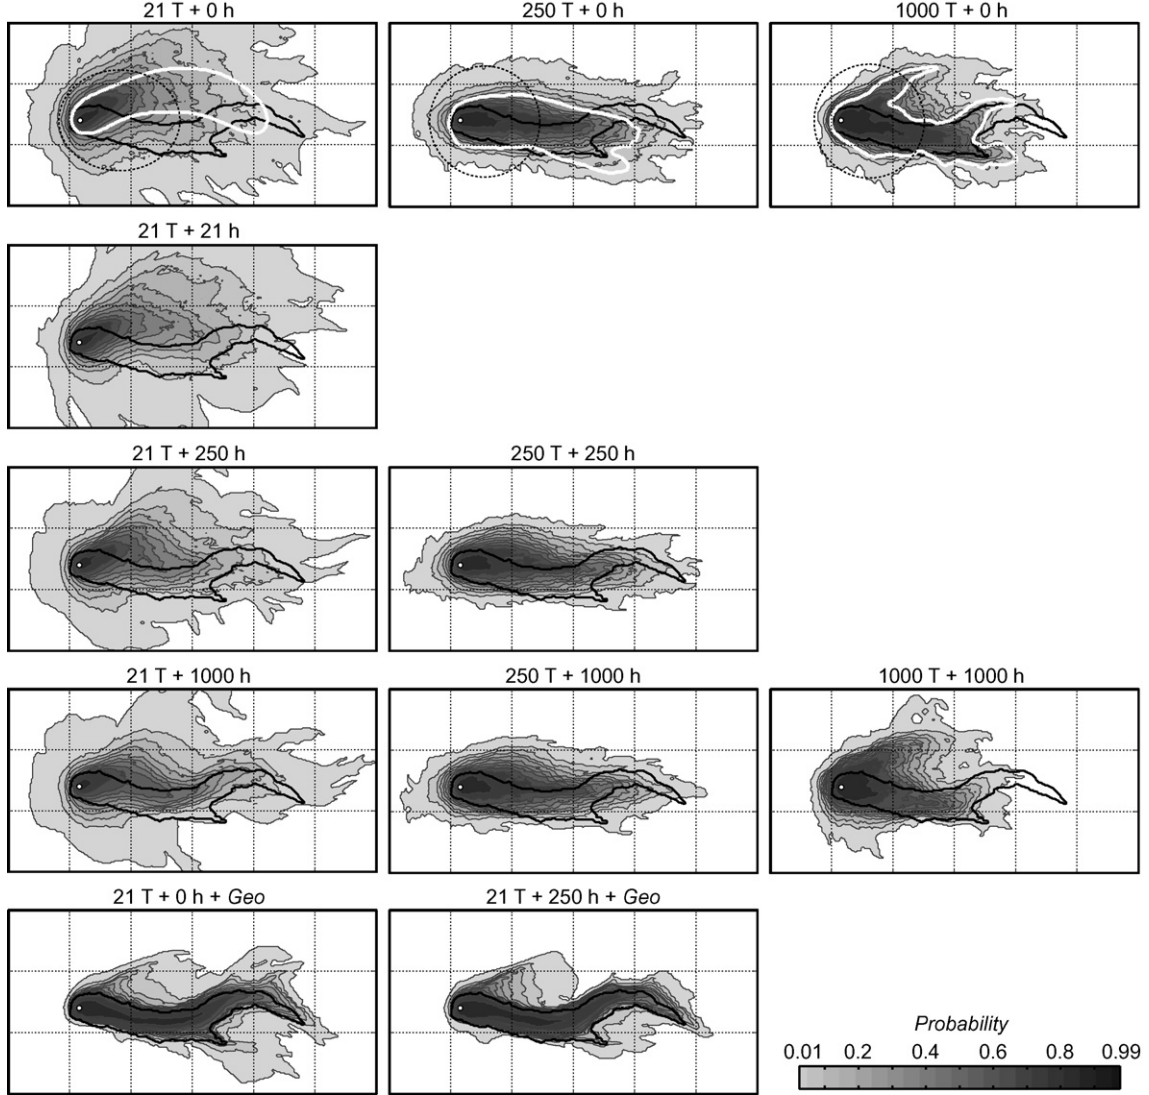 21 T + 0 h
250 T + 0 h
1000 T + 0 h
21 T + 21 h
21 T + 250 h
250 T + 250 h
21 T + 1000 h
250 T + 1000 h
1000 T + 1000 h
21 T + 0 h + Geo
21 T + 250 h + Geo
Probability
0.01 0.2 0.4 0.6 0.8 0.99